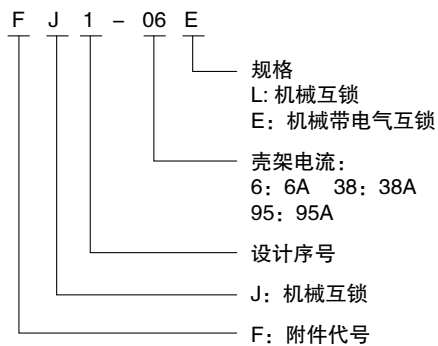 F J 1 – 06 E
规格
L: 机械互锁
E：机械带电气互锁
壳架电流：
6：6A 38：38A
95：95A
设计序号
J：机械互锁
F：附件代号